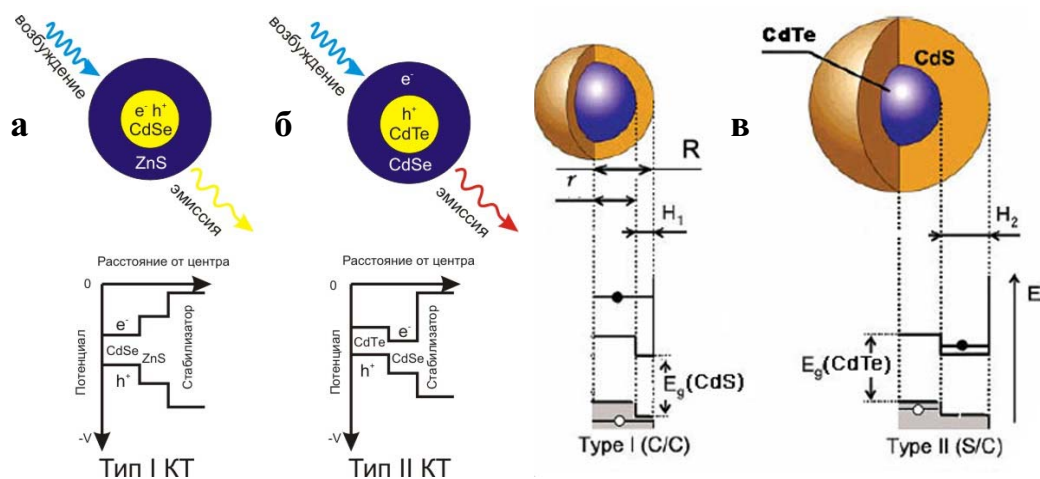 а
возбуждение
e⁻ h⁺
CdSe
ZnS
эмиссия
Расстояние от центра
0
Потенциал
-V
e⁻
CdSe
ZnS
h⁺
Стабилизатор
Тип I КТ
б
возбуждение
e⁻
h⁺
CdTe
CdSe
эмиссия
Расстояние от центра
0
Потенциал
-V
e⁻
CdTe
CdSe
h⁺
Стабилизатор
Тип II КТ
в
R
r
H₁
E_g(CdS)
Type I (C/C)
CdTe
CdS
H₂
E
E_g(CdTe)
Type II (S/C)